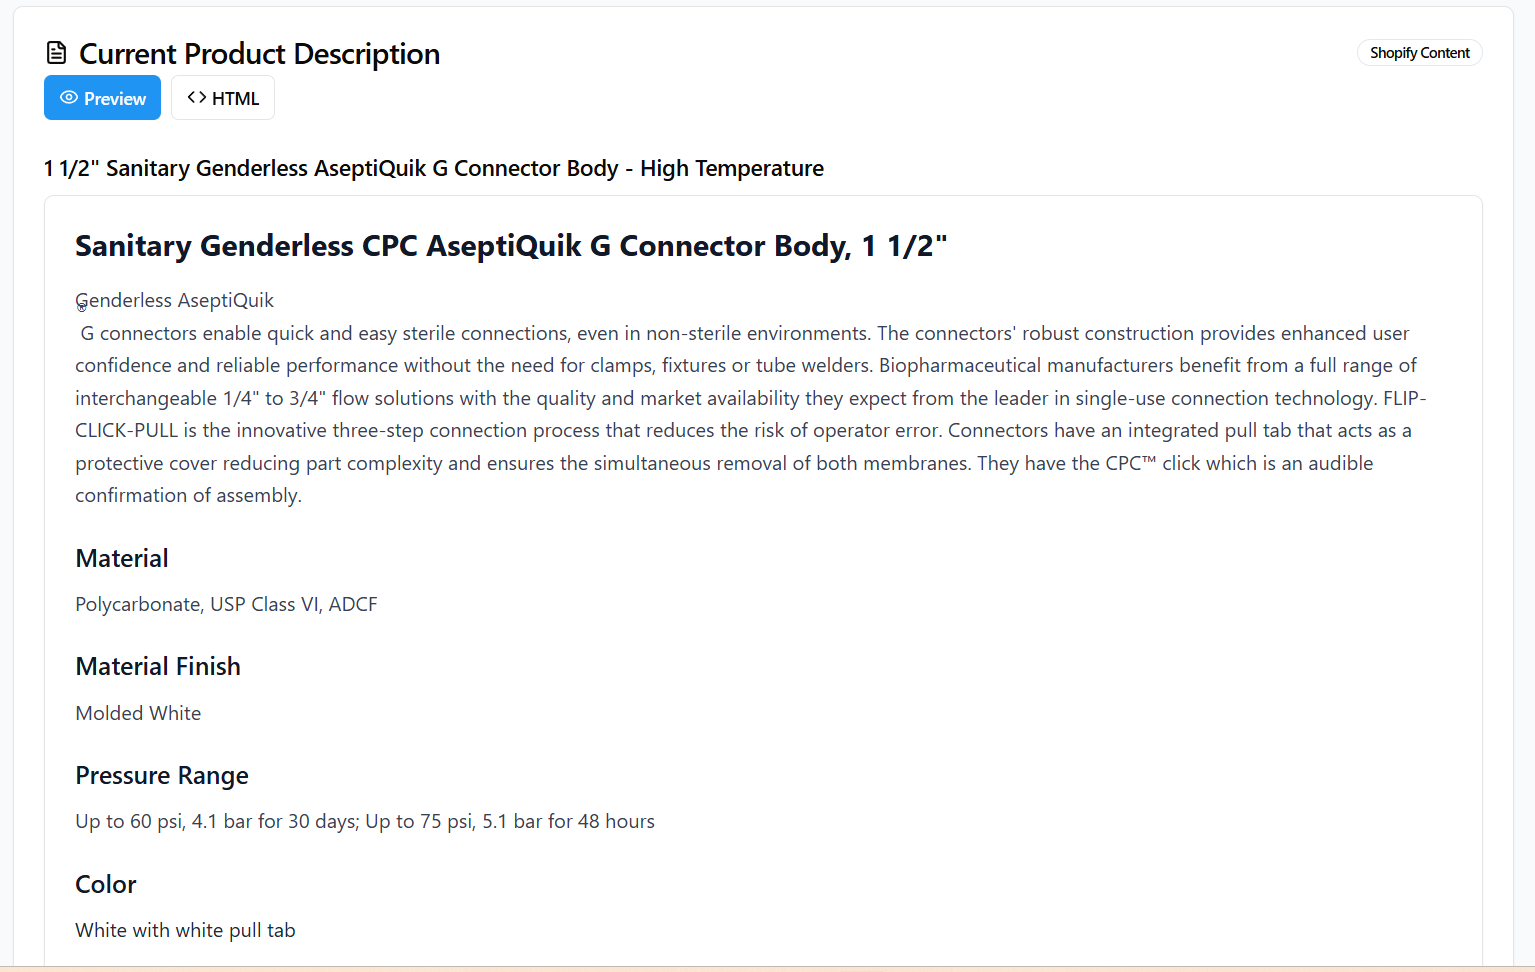 Current Product Description
Shopify Content
Preview
<> HTML
1 1/2" Sanitary Genderless AseptiQuik G Connector Body - High Temperature
Sanitary Genderless CPC AseptiQuik G Connector Body, 1 1/2"
Genderless AseptiQuik
®
G connectors enable quick and easy sterile connections, even in non-sterile environments. The connectors' robust construction provides enhanced user
confidence and reliable performance without the need for clamps, fixtures or tube welders. Biopharmaceutical manufacturers benefit from a full range of
interchangeable 1/4" to 3/4" flow solutions with the quality and market availability they expect from the leader in single-use connection technology. FLIP-
CLICK-PULL is the innovative three-step connection process that reduces the risk of operator error. Connectors have an integrated pull tab that acts as a
protective cover reducing part complexity and ensures the simultaneous removal of both membranes. They have the CPC™ click which is an audible
confirmation of assembly.
Material
Polycarbonate, USP Class VI, ADCF
Material Finish
Molded White
Pressure Range
Up to 60 psi, 4.1 bar for 30 days; Up to 75 psi, 5.1 bar for 48 hours
Color
White with white pull tab